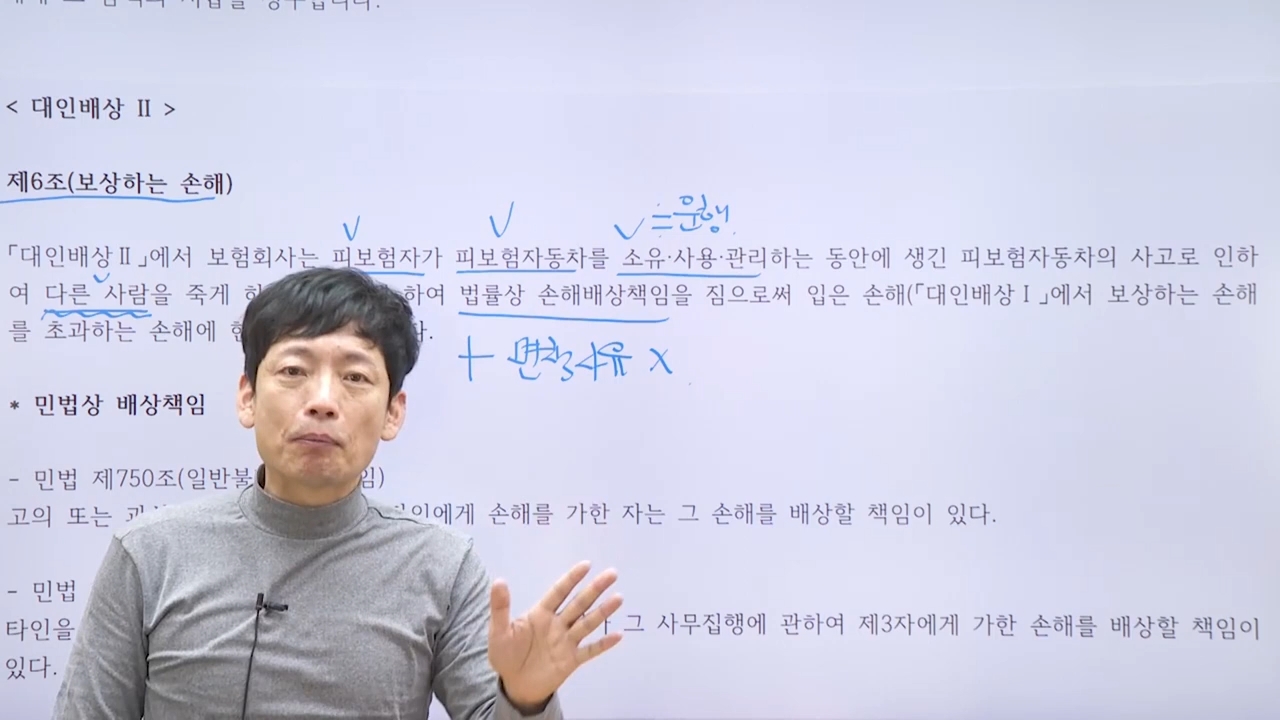 < 대인배상 Ⅱ >
제6조(보상하는 손해)
≒운행
「대인배상Ⅱ」에서 보험회사는 피보험자가 피보험자동차를 소유·사용·관리하는 동안에 생긴 피보험자동차의 사고로 인하
여 다른 사람을 죽게 하여 법률상 손해배상책임을 짐으로써 입은 손해(「대인배상Ⅰ」에서 보상하는 손해
를 초과하는 손해에
+ 면책사유 x
* 민법상 배상책임
- 민법 제750조(일반불
고의 또는 에게 손해를 가한 자는 그 손해를 배상할 책임이 있다.
- 민법
타인을 그 사무집행에 관하여 제3자에게 가한 손해를 배상할 책임이
있다.